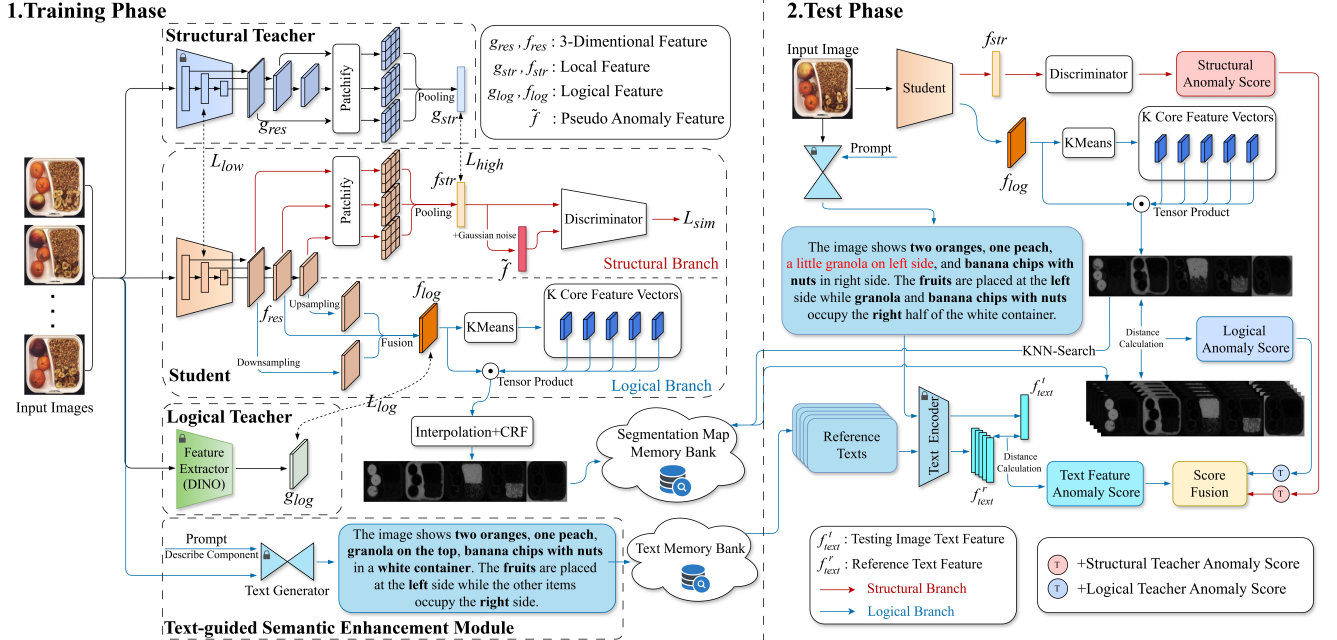 1.Training Phase
Structural Teacher
g_res
Patchify
Pooling
g_str
g_res , f_res : 3-Dimentional Feature
g_str , f_str : Local Feature
g_log , f_log : Logical Feature
f̃ : Pseudo Anomaly Feature
L_low
L_high
Input Images
Patchify
Pooling
f_str
+Gaussian noise
f̃
Discriminator
L_sim
Structural Branch
f_res
Upsampling
Downsampling
Fusion
f_log
KMeans
K Core Feature Vectors
Tensor Product
Student
Logical Branch
Logical Teacher
L_log
Feature
Extractor
(DINO)
g_log
Interpolation+CRF
Segmentation Map
Memory Bank
Prompt
Describe Component
Text Generator
The image shows two oranges, one peach,
granola on the top, banana chips with nuts
in a white container. The fruits are placed
at the left side while the other items
occupy the right side.
Text Memory Bank
Text-guided Semantic Enhancement Module
2.Test Phase
Input Image
Student
f_str
Discriminator
Structural
Anomaly Score
Prompt
f_log
KMeans
K Core Feature Vectors
Tensor Product
The image shows two oranges, one peach,
a little granola on left side, and banana chips with
nuts in right side. The fruits are placed at the left
side while granola and banana chips with nuts
occupy the right half of the white container.
Distance
Calculation
Logical
Anomaly Score
KNN-Search
Reference
Texts
Text Encoder
f^t_text
f^r_text
Distance
Calculation
Text Feature
Anomaly Score
Score
Fusion
T
T
f^t_text : Testing Image Text Feature
f^r_text : Reference Text Feature
Structural Branch
Logical Branch
T +Structural Teacher Anomaly Score
T +Logical Teacher Anomaly Score